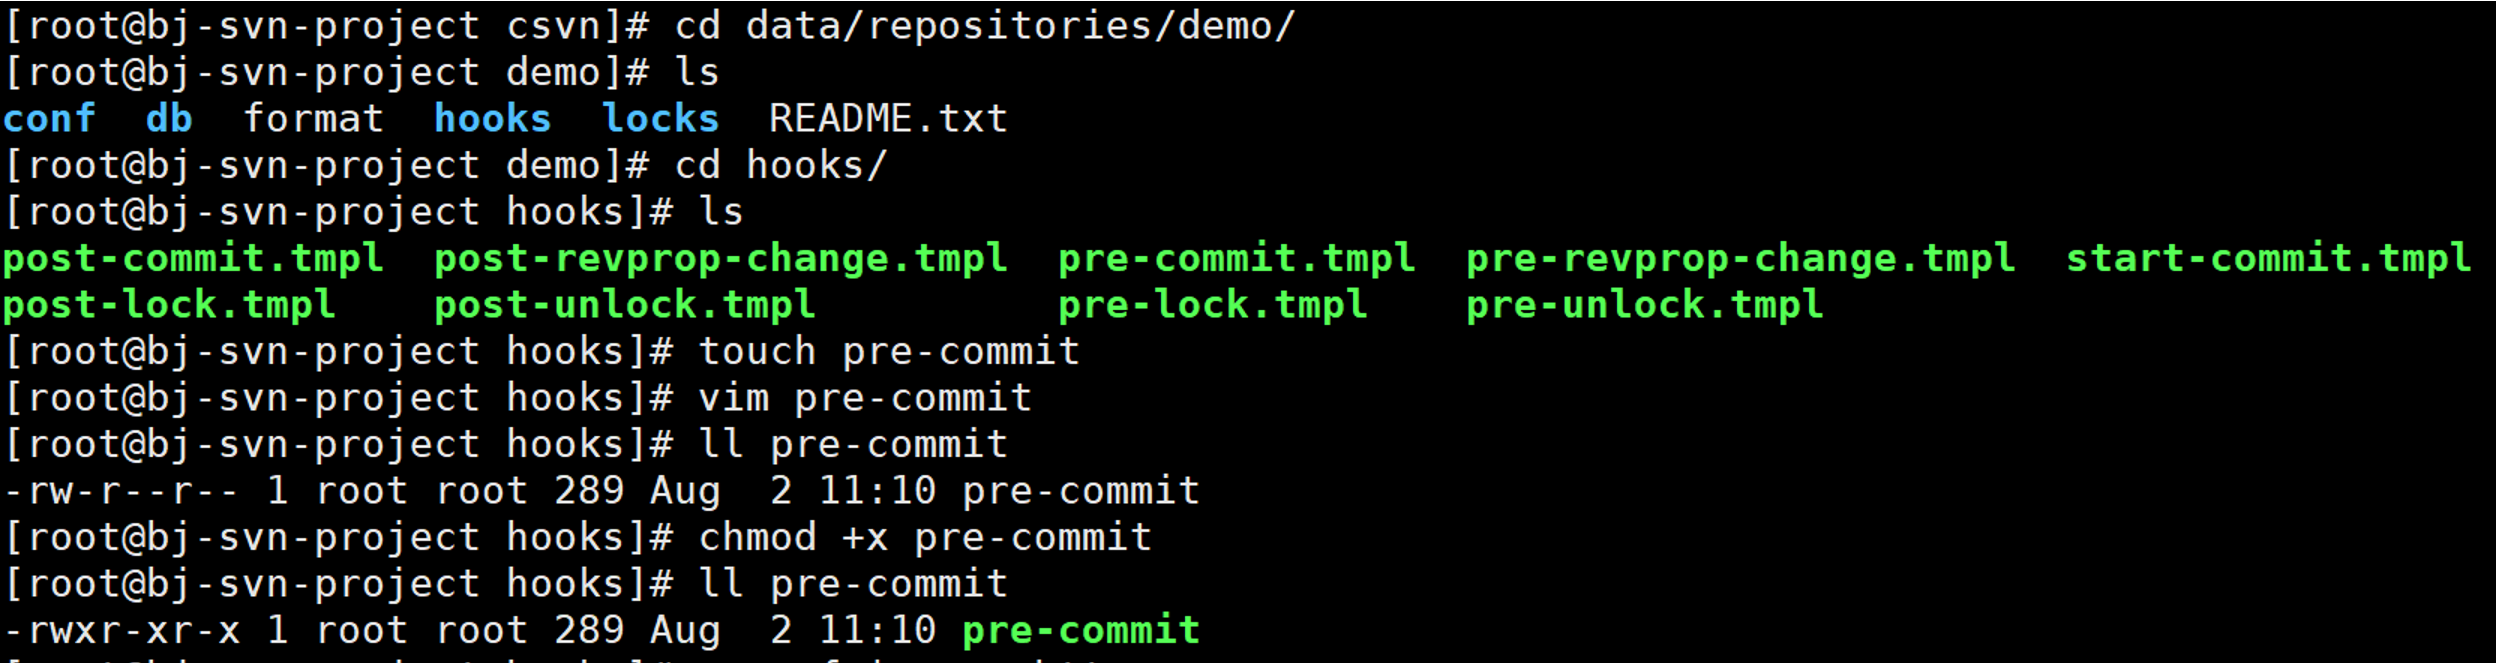 [root@bj-svn-project csvn]# cd data/repositories/demo/
[root@bj-svn-project demo]# ls
conf  db  format  hooks  locks  README.txt
[root@bj-svn-project demo]# cd hooks/
[root@bj-svn-project hooks]# ls
post-commit.tmpl  post-revprop-change.tmpl  pre-commit.tmpl  pre-revprop-change.tmpl  start-commit.tmpl
post-lock.tmpl    post-unlock.tmpl          pre-lock.tmpl    pre-unlock.tmpl
[root@bj-svn-project hooks]# touch pre-commit
[root@bj-svn-project hooks]# vim pre-commit
[root@bj-svn-project hooks]# ll pre-commit
-rw-r--r-- 1 root root 289 Aug  2 11:10 pre-commit
[root@bj-svn-project hooks]# chmod +x pre-commit
[root@bj-svn-project hooks]# ll pre-commit
-rwxr-xr-x 1 root root 289 Aug  2 11:10 pre-commit